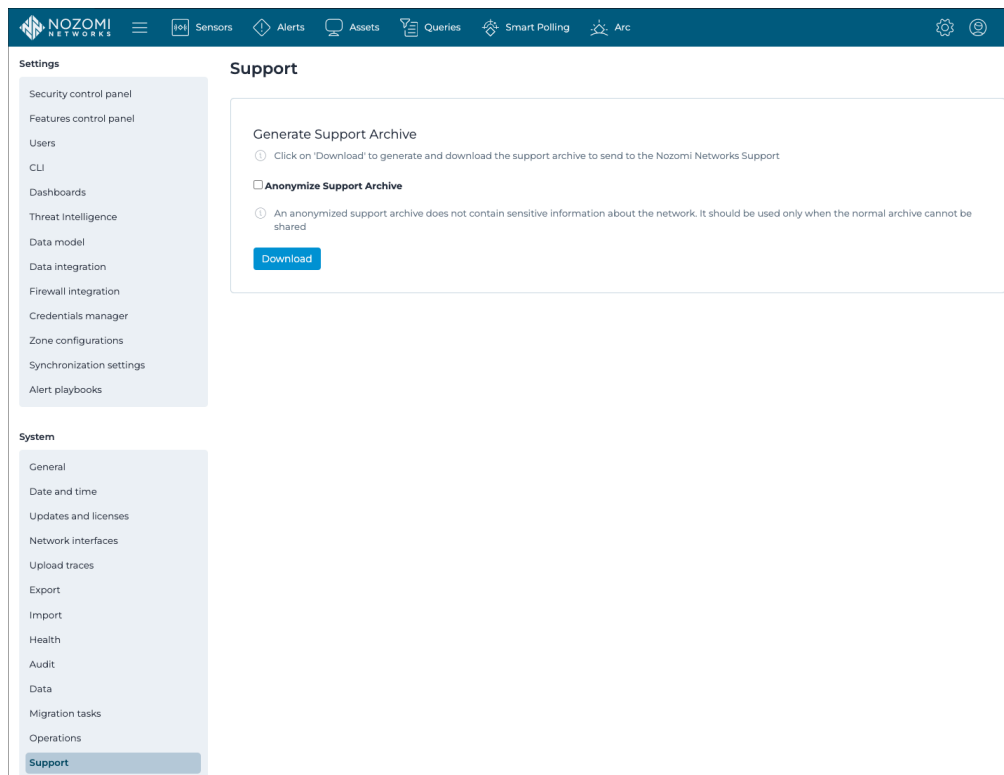 NOZOMI
NETWORKS
Sensors
Alerts
Assets
Queries
Smart Polling
Arc
Settings
Security control panel
Features control panel
Users
CLI
Dashboards
Threat Intelligence
Data model
Data integration
Firewall integration
Credentials manager
Zone configurations
Synchronization settings
Alert playbooks
System
General
Date and time
Updates and licenses
Network interfaces
Upload traces
Export
Import
Health
Audit
Data
Migration tasks
Operations
Support
Support
Generate Support Archive
Click on 'Download' to generate and download the support archive to send to the Nozomi Networks Support
Anonymize Support Archive
An anonymized support archive does not contain sensitive information about the network. It should be used only when the normal archive cannot be
shared
Download